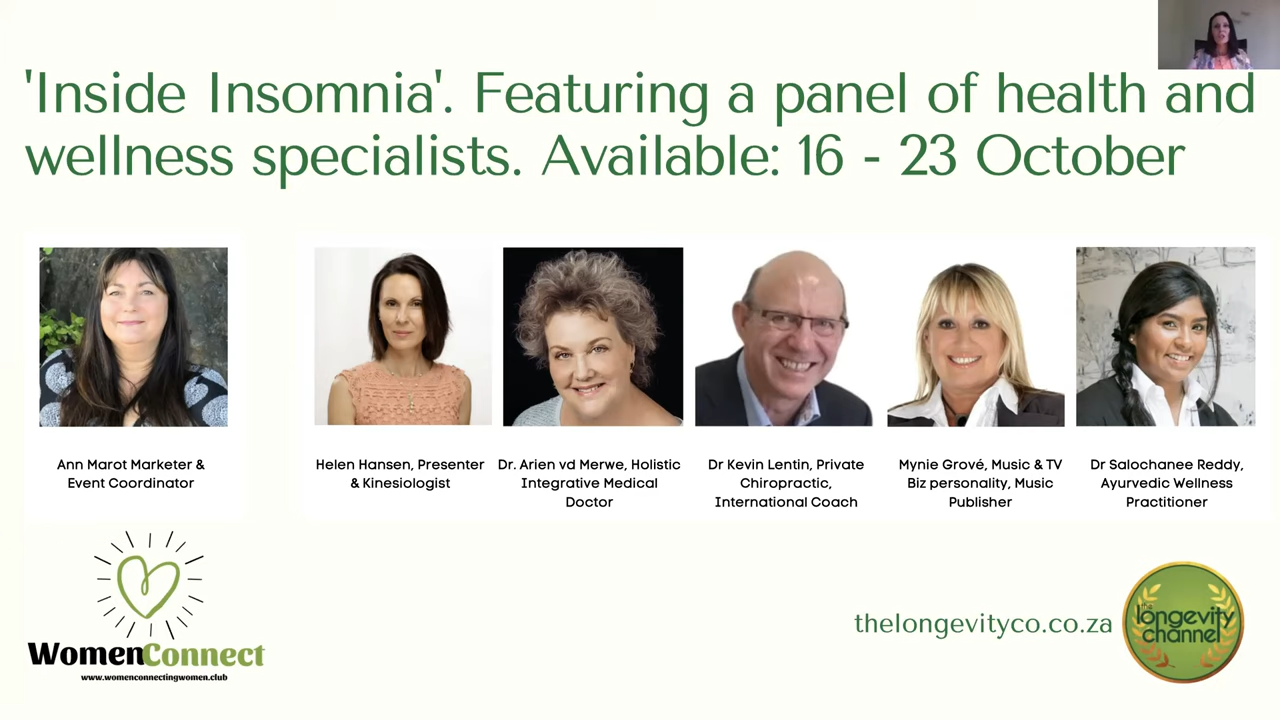 'Inside Insomnia'. Featuring a panel of health and
wellness specialists. Available: 16 - 23 October
Ann Marot Marketer &
Event Coordinator
Helen Hansen, Presenter
& Kinesiologist
Dr. Arien vd Merwe, Holistic
Integrative Medical
Doctor
Dr Kevin Lentin, Private
Chiropractic,
International Coach
Mynie Grové, Music & TV
Biz personality, Music
Publisher
Dr Salochanee Reddy,
Ayurvedic Wellness
Practitioner
WomenConnect
www.womenconnectingwomen.club
thelongevityco.co.za
the
longevity
channel